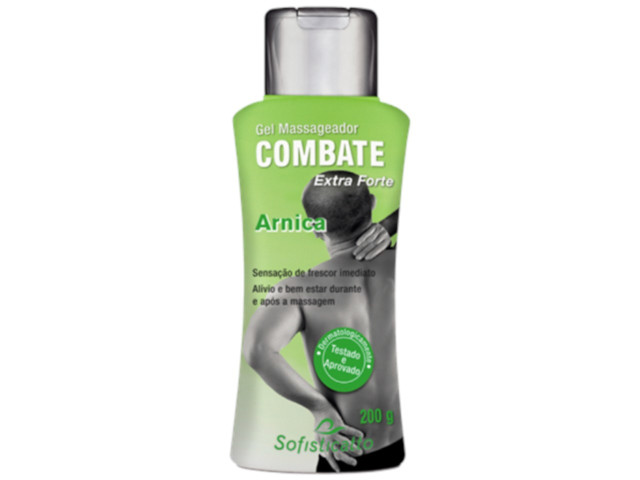 Gel Massageador
COMBATE
Extra Forte
Arnica
Sensação de frescor imediato
Alívio e bem estar durante
e após a massagem
Dermatologicamente
Testado
e
Aprovado
200 g
Sofisticatto